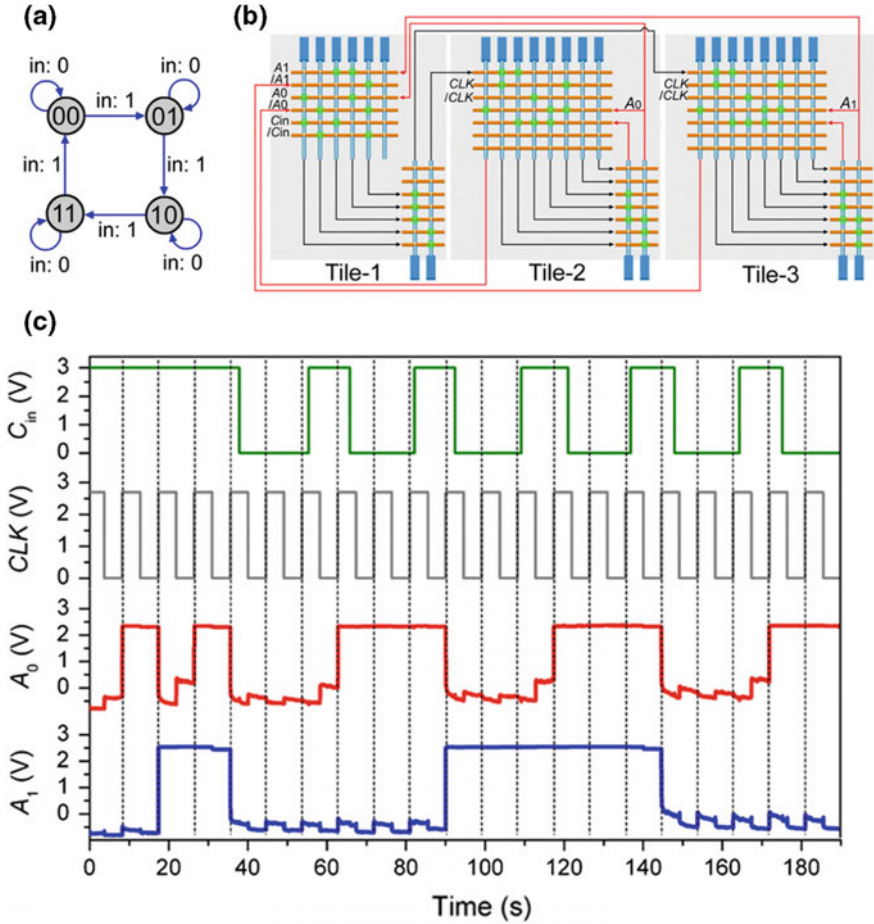 (a)
in: 0
in: 0
in: 1
00
01
in: 1
in: 1
11
10
in: 1
in: 0
in: 0
(b)
A1
/A1
A0
/A0
Cin
/Cin
CLK
/CLK
A0
CLK
/CLK
A1
Tile-1
Tile-2
Tile-3
(c)
Cin (V)
3
2
1
0
CLK (V)
3
2
1
0
A0 (V)
3
2
1
0
A1 (V)
3
2
1
0
0 20 40 60 80 100 120 140 160 180
Time (s)